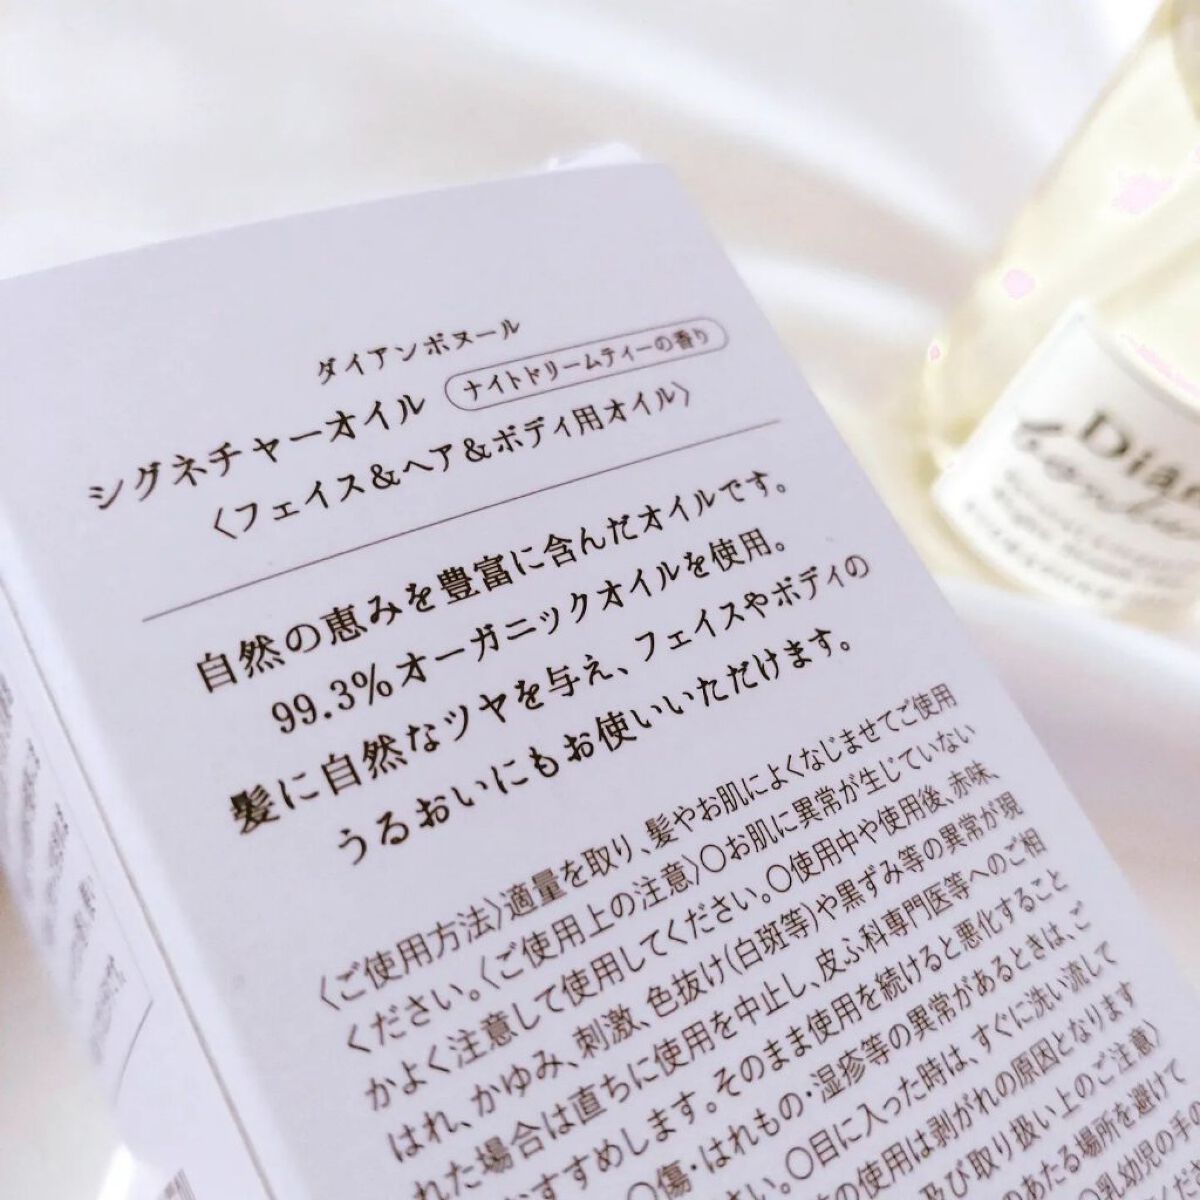 ダイアンボヌール
シグネチャーオイル ナイトドリームティーの香り
〈フェイス&ヘア&ボディ用オイル〉
自然の恵みを豊富に含んだオイルです。
99.3%オーガニックオイルを使用。
髪に自然なツヤを与え、フェイスやボディの
うるおいにもお使いいただけます。
〈ご使用方法〉適量を取り、髪やお肌によくなじませてご使用
ください。〈ご使用上の注意〉〇お肌に異常が生じていない
かよく注意して使用してください。〇使用中や使用後、赤味、
はれ、かゆみ、刺激、色抜け(白斑等)や黒ずみ等の異常が現
れた場合は直ちに使用を中止し、皮ふ科専門医等へのご相
おすすめします。そのまま使用を続けると悪化すること
〇傷・はれもの・湿疹等の異常があるときは、ご
さい。〇目に入った時は、すぐに洗い流して
の使用は剥がれの原因となります
及び取り扱い上のご注意〉
のあたる場所を避けて
〇乳幼児の手の
Dian